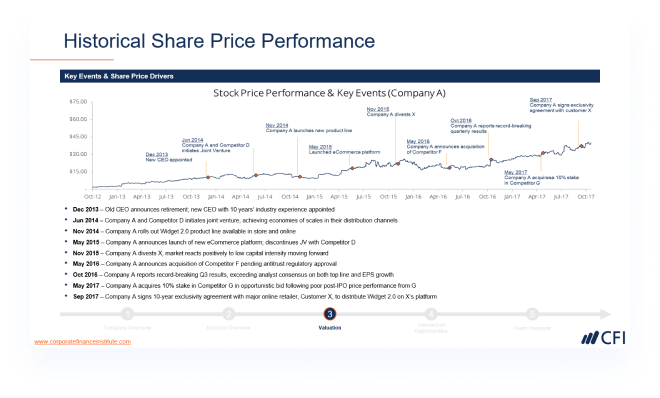 Historical Share Price Performance
Key Events & Share Price Drivers
Stock Price Performance & Key Events (Company A)
$75.00
$60.00
$45.00
$30.00
$15.00
-
Dec 2013
New CEO appointed
Jun 2014
Company A and Competitor D
initiates Joint Venture
Nov 2014
Company A launches new product line
May 2015
Launched eCommerce platform
Nov 2015
Company A divests X
May 2016
Company A announces acquisition
of Competitor F
Oct 2016
Company A reports record-breaking
quarterly results
May 2017
Company A acquirese 10% stake
in Competitor G
Sep 2017
Company A signs exclusivity
agreement with customer X
Oct-12 Jan-13 Apr-13 Jul-13 Oct-13 Jan-14 Apr-14 Jul-14 Oct-14 Jan-15 Apr-15 Jul-15 Oct-15 Jan-16 Apr-16 Jul-16 Oct-16 Jan-17 Apr-17 Jul-17 Oct-17
• Dec 2013 – Old CEO announces retirement; new CEO with 10 years' industry experience appointed
• Jun 2014 – Company A and Competitor D initiates joint venture, achieving economies of scales in their distribution channels
• Nov 2014 – Company A rolls out Widget 2.0 product line available in store and online
• May 2015 – Company A announces launch of new eCommerce platform; discontinues JV with Competitor D
• Nov 2015 – Company A divests X; market reacts positively to low capital intensity moving forward
• May 2016 – Company A announces acquisition of Competitor F pending antitrust regulatory approval
• Oct 2016 – Company A reports record-breaking Q3 results, exceeding analyst consensus on both top line and EPS growth
• May 2017 – Company A acquires 10% stake in Competitor G in opportunistic bid following poor post-IPO price performance from G
• Sep 2017 – Company A signs 10-year exclusivity agreement with major online retailer, Customer X, to distribute Widget 2.0 on X's platform
1 2 3 4 5
Company Overview
Industry Overview
Valuation
Transaction
Opportunities
www.corporatefinanceinstitute.com
CFI